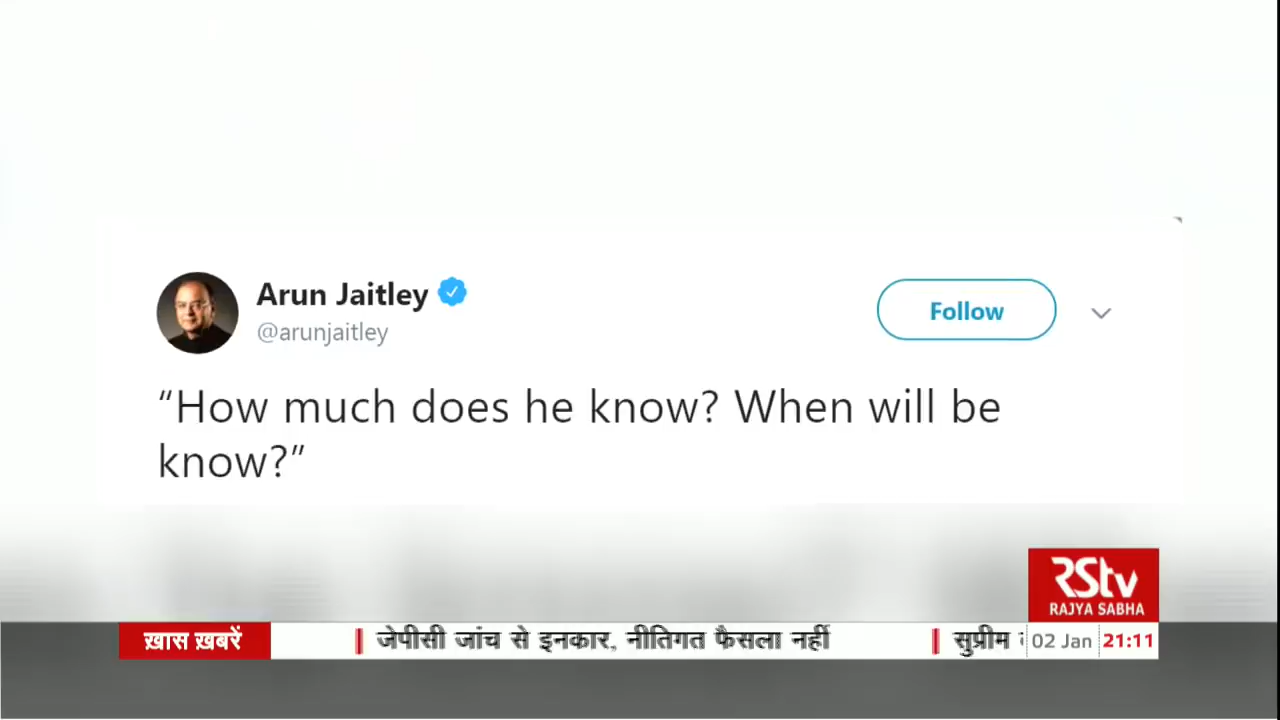 Arun Jaitley
@arunjaitley
Follow
“How much does he know? When will be
know?”
RStv
RAJYA SABHA
ख़ास ख़बरें
जेपीसी जांच से इनकार, नीतिगत फैसला नहीं
सुप्रीम
02 Jan
21:11